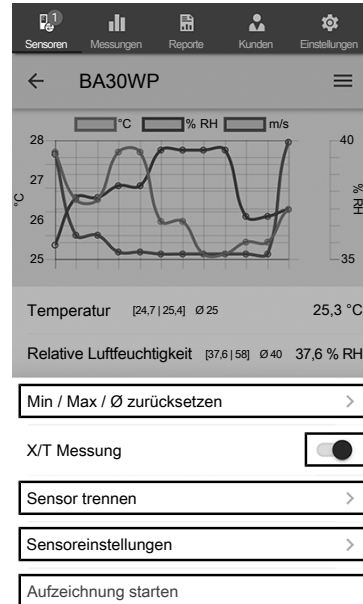 1
Sensoren Messungen Reporte Kunden Einstellungen
BA30WP
°C % RH m/s
28 40
27
°C % RH
26
25 35
Temperatur [24,7 | 25,4] Ø 25 25,3 °C
Relative Luftfeuchtigkeit [37,6 | 58] Ø 40 37,6 % RH
Min / Max / Ø zurücksetzen
X/T Messung
Sensor trennen
Sensoreinstellungen
Aufzeichnung starten